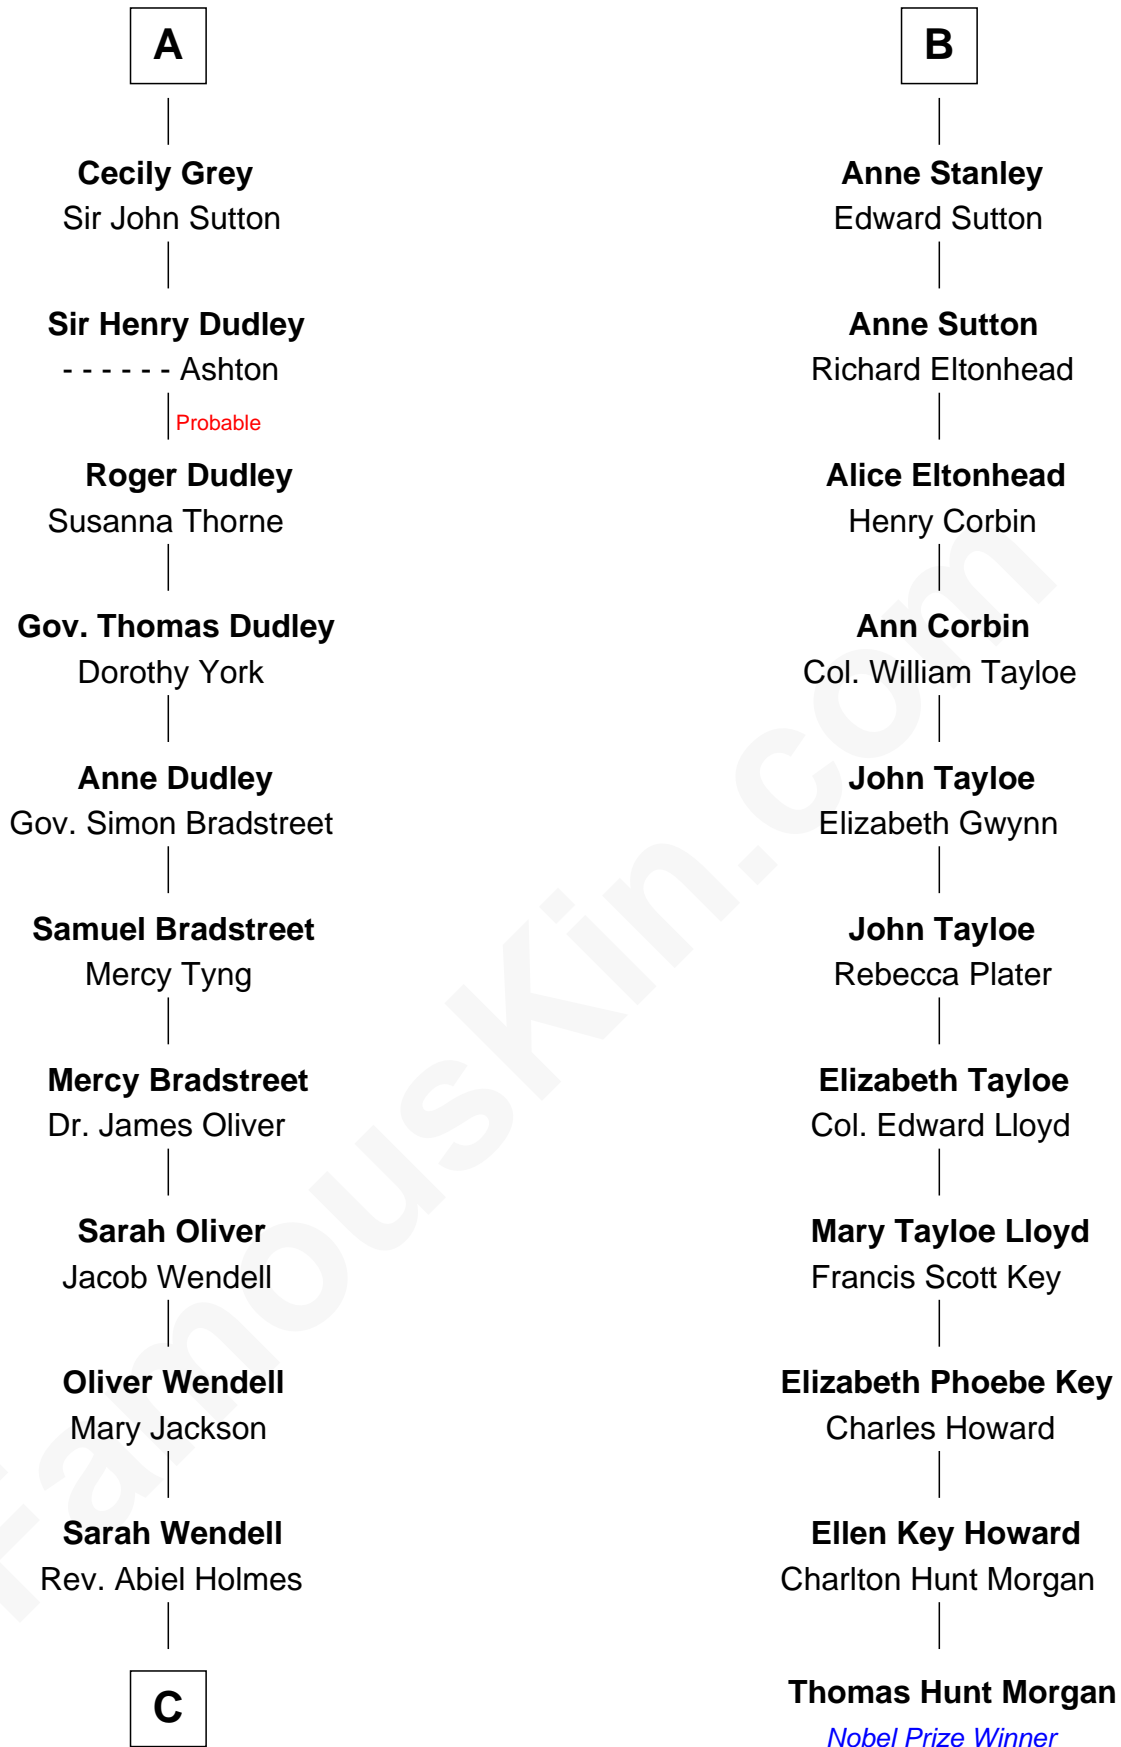 A
Cecily Grey
Sir John Sutton
Sir Henry Dudley
- - - - - - Ashton
Probable
Roger Dudley
Susanna Thorne
Gov. Thomas Dudley
Dorothy York
Anne Dudley
Gov. Simon Bradstreet
Samuel Bradstreet
Mercy Tyng
Mercy Bradstreet
Dr. James Oliver
Sarah Oliver
Jacob Wendell
Oliver Wendell
Mary Jackson
Sarah Wendell
Rev. Abiel Holmes
C
B
Anne Stanley
Edward Sutton
Anne Sutton
Richard Eltonhead
Alice Eltonhead
Henry Corbin
Ann Corbin
Col. William Tayloe
John Tayloe
Elizabeth Gwynn
John Tayloe
Rebecca Plater
Elizabeth Tayloe
Col. Edward Lloyd
Mary Tayloe Lloyd
Francis Scott Key
Elizabeth Phoebe Key
Charles Howard
Ellen Key Howard
Charlton Hunt Morgan
Thomas Hunt Morgan
Nobel Prize Winner
FamousKin.com